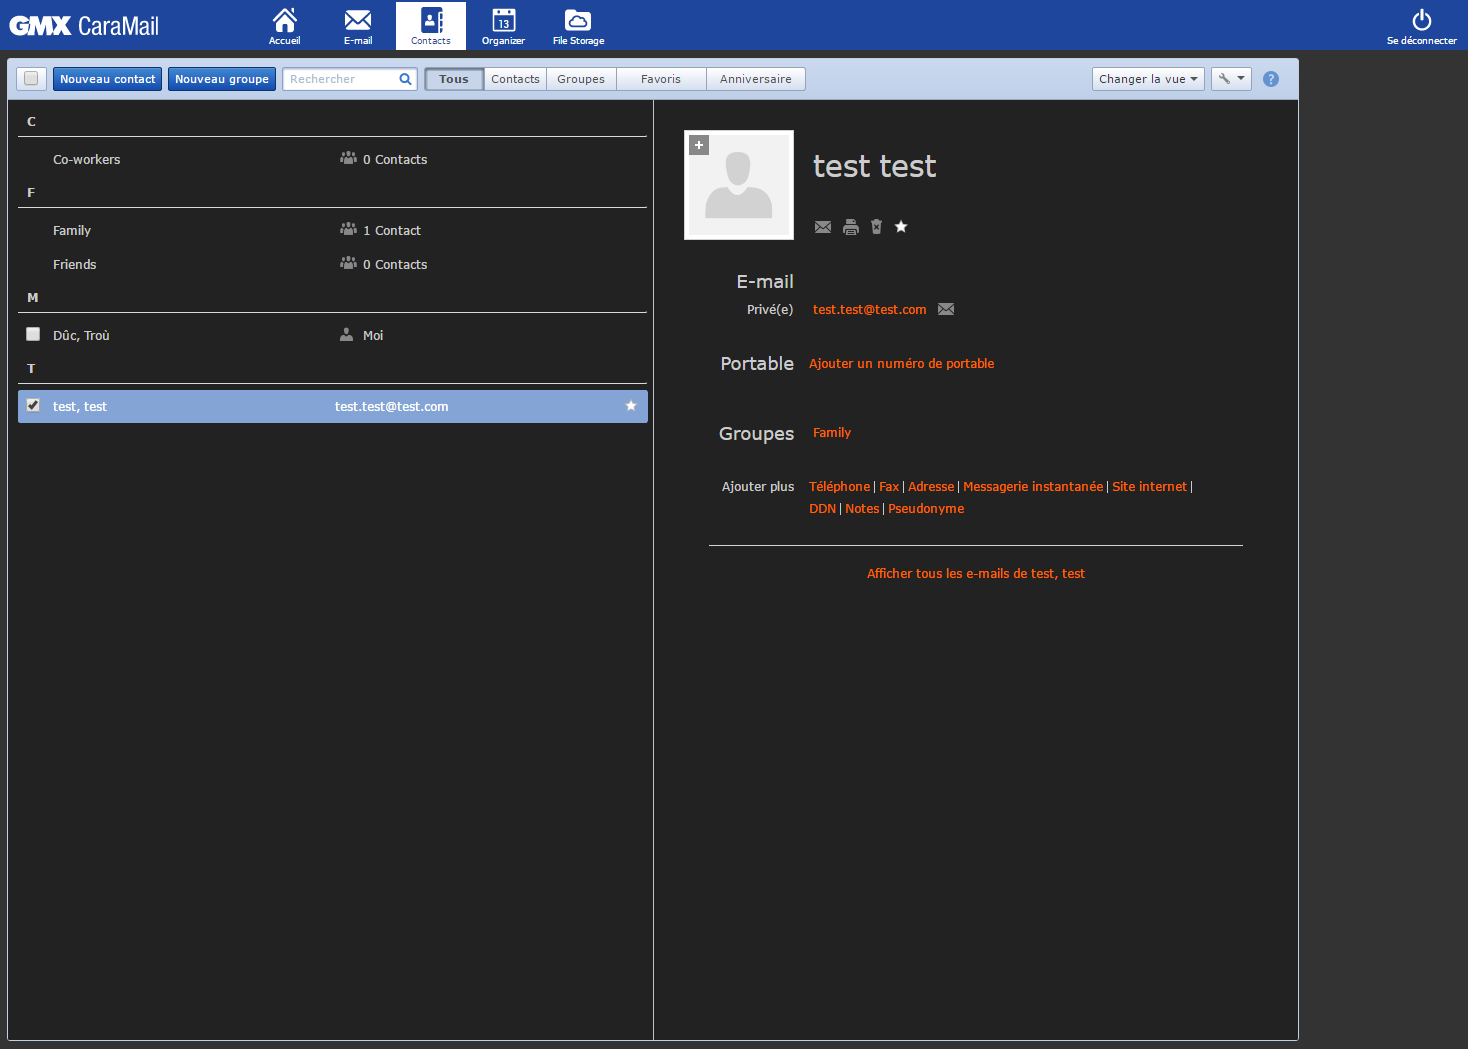 GMX CaraMail
Accueil
E-mail
Contacts
13
Organizer
File Storage
Se déconnecter
Nouveau contact
Nouveau groupe
Rechercher
Tous
Contacts
Groupes
Favoris
Anniversaire
Changer la vue
?
C
Co-workers 0 Contacts
F
Family 1 Contact
Friends 0 Contacts
M
Dûc, Troù Moi
T
test, test test.test@test.com
+
test test
E-mail
Privé(e) test.test@test.com
Portable Ajouter un numéro de portable
Groupes Family
Ajouter plus Téléphone | Fax | Adresse | Messagerie instantanée | Site internet |
DDN | Notes | Pseudonyme
Afficher tous les e-mails de test, test